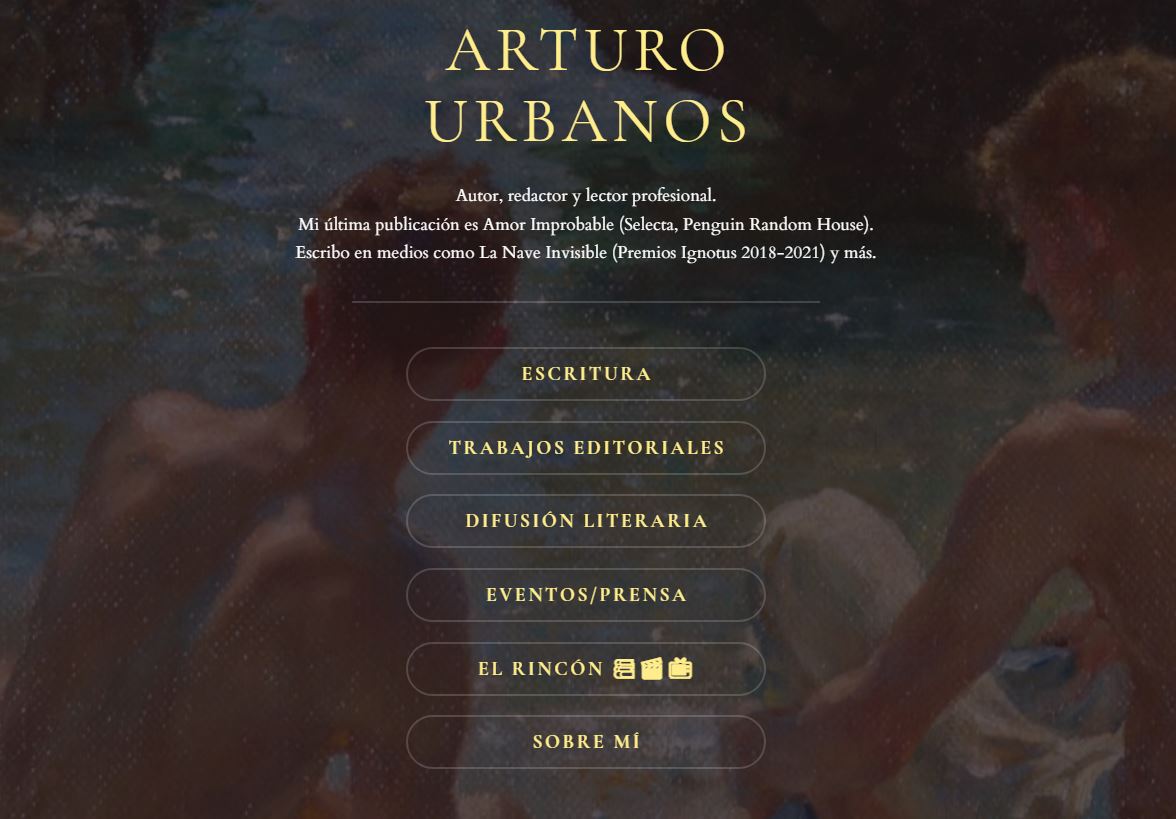 ARTURO
URBANOS
Autor, redactor y lector profesional.
Mi última publicación es Amor Improbable (Selecta, Penguin Random House).
Escribo en medios como La Nave Invisible (Premios Ignotus 2018-2021) y más.
ESCRITURA
TRABAJOS EDITORIALES
DIFUSIÓN LITERARIA
EVENTOS/PRENSA
EL RINCÓN
SOBRE MÍ